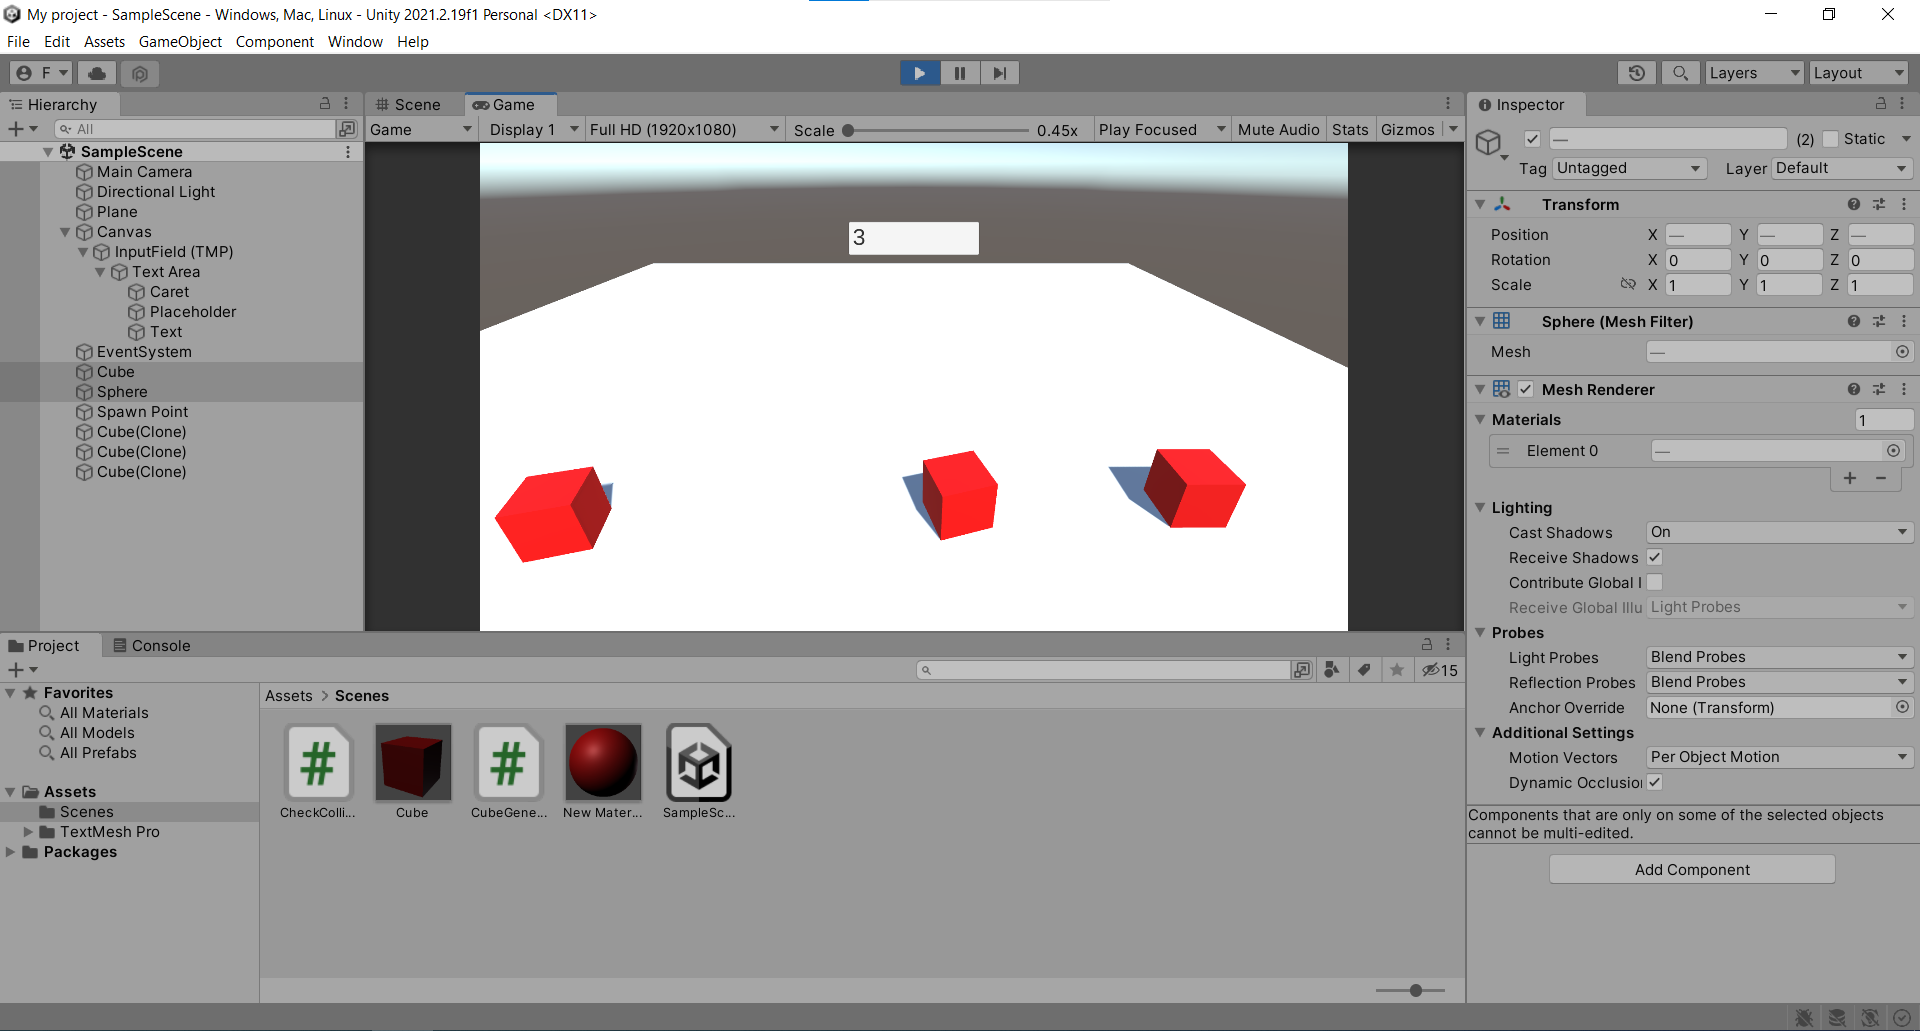 My project - SampleScene - Windows, Mac, Linux - Unity 2021.2.19f1 Personal <DX11>
File Edit Assets GameObject Component Window Help
F Layers Layout
Hierarchy
All
SampleScene
Main Camera
Directional Light
Plane
Canvas
InputField (TMP)
Text Area
Caret
Placeholder
Text
EventSystem
Cube
Sphere
Spawn Point
Cube(Clone)
Cube(Clone)
Cube(Clone)
Scene Game
Game Display 1 Full HD (1920x1080) Scale 0.45x Play Focused Mute Audio Stats Gizmos
3
Inspector
— (2) Static
Tag Untagged Layer Default
Transform
Position X — Y — Z —
Rotation X 0 Y 0 Z 0
Scale X 1 Y 1 Z 1
Sphere (Mesh Filter)
Mesh —
Mesh Renderer
Materials 1
Element 0 —
Lighting
Cast Shadows On
Receive Shadows
Contribute Global I
Receive Global Illu Light Probes
Probes
Light Probes Blend Probes
Reflection Probes Blend Probes
Anchor Override None (Transform)
Additional Settings
Motion Vectors Per Object Motion
Dynamic Occlusio
Components that are only on some of the selected objects
cannot be multi-edited.
Add Component
Project Console
15
Favorites
All Materials
All Models
All Prefabs
Assets
Scenes
TextMesh Pro
Packages
Assets > Scenes
CheckColli... Cube CubeGene... New Mater... SampleSc...